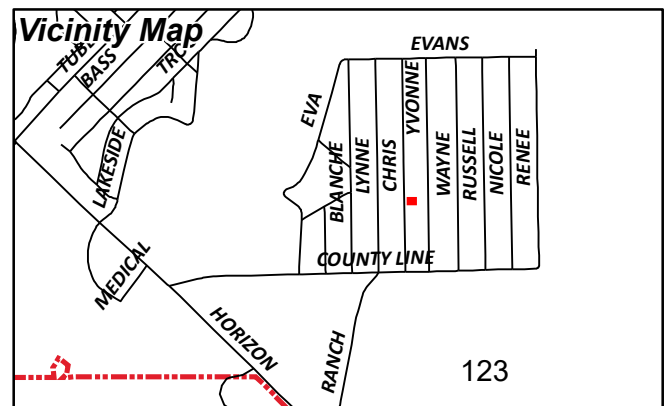 Vicinity Map
EVANS
BASS
EVA
YVONNE
LAKESIDE
BLANCHE
LYNNE
CHRIS
WAYNE
RUSSELL
NICOLE
RENEE
MEDICAL
COUNTY LINE
HORIZON
RANCH
123